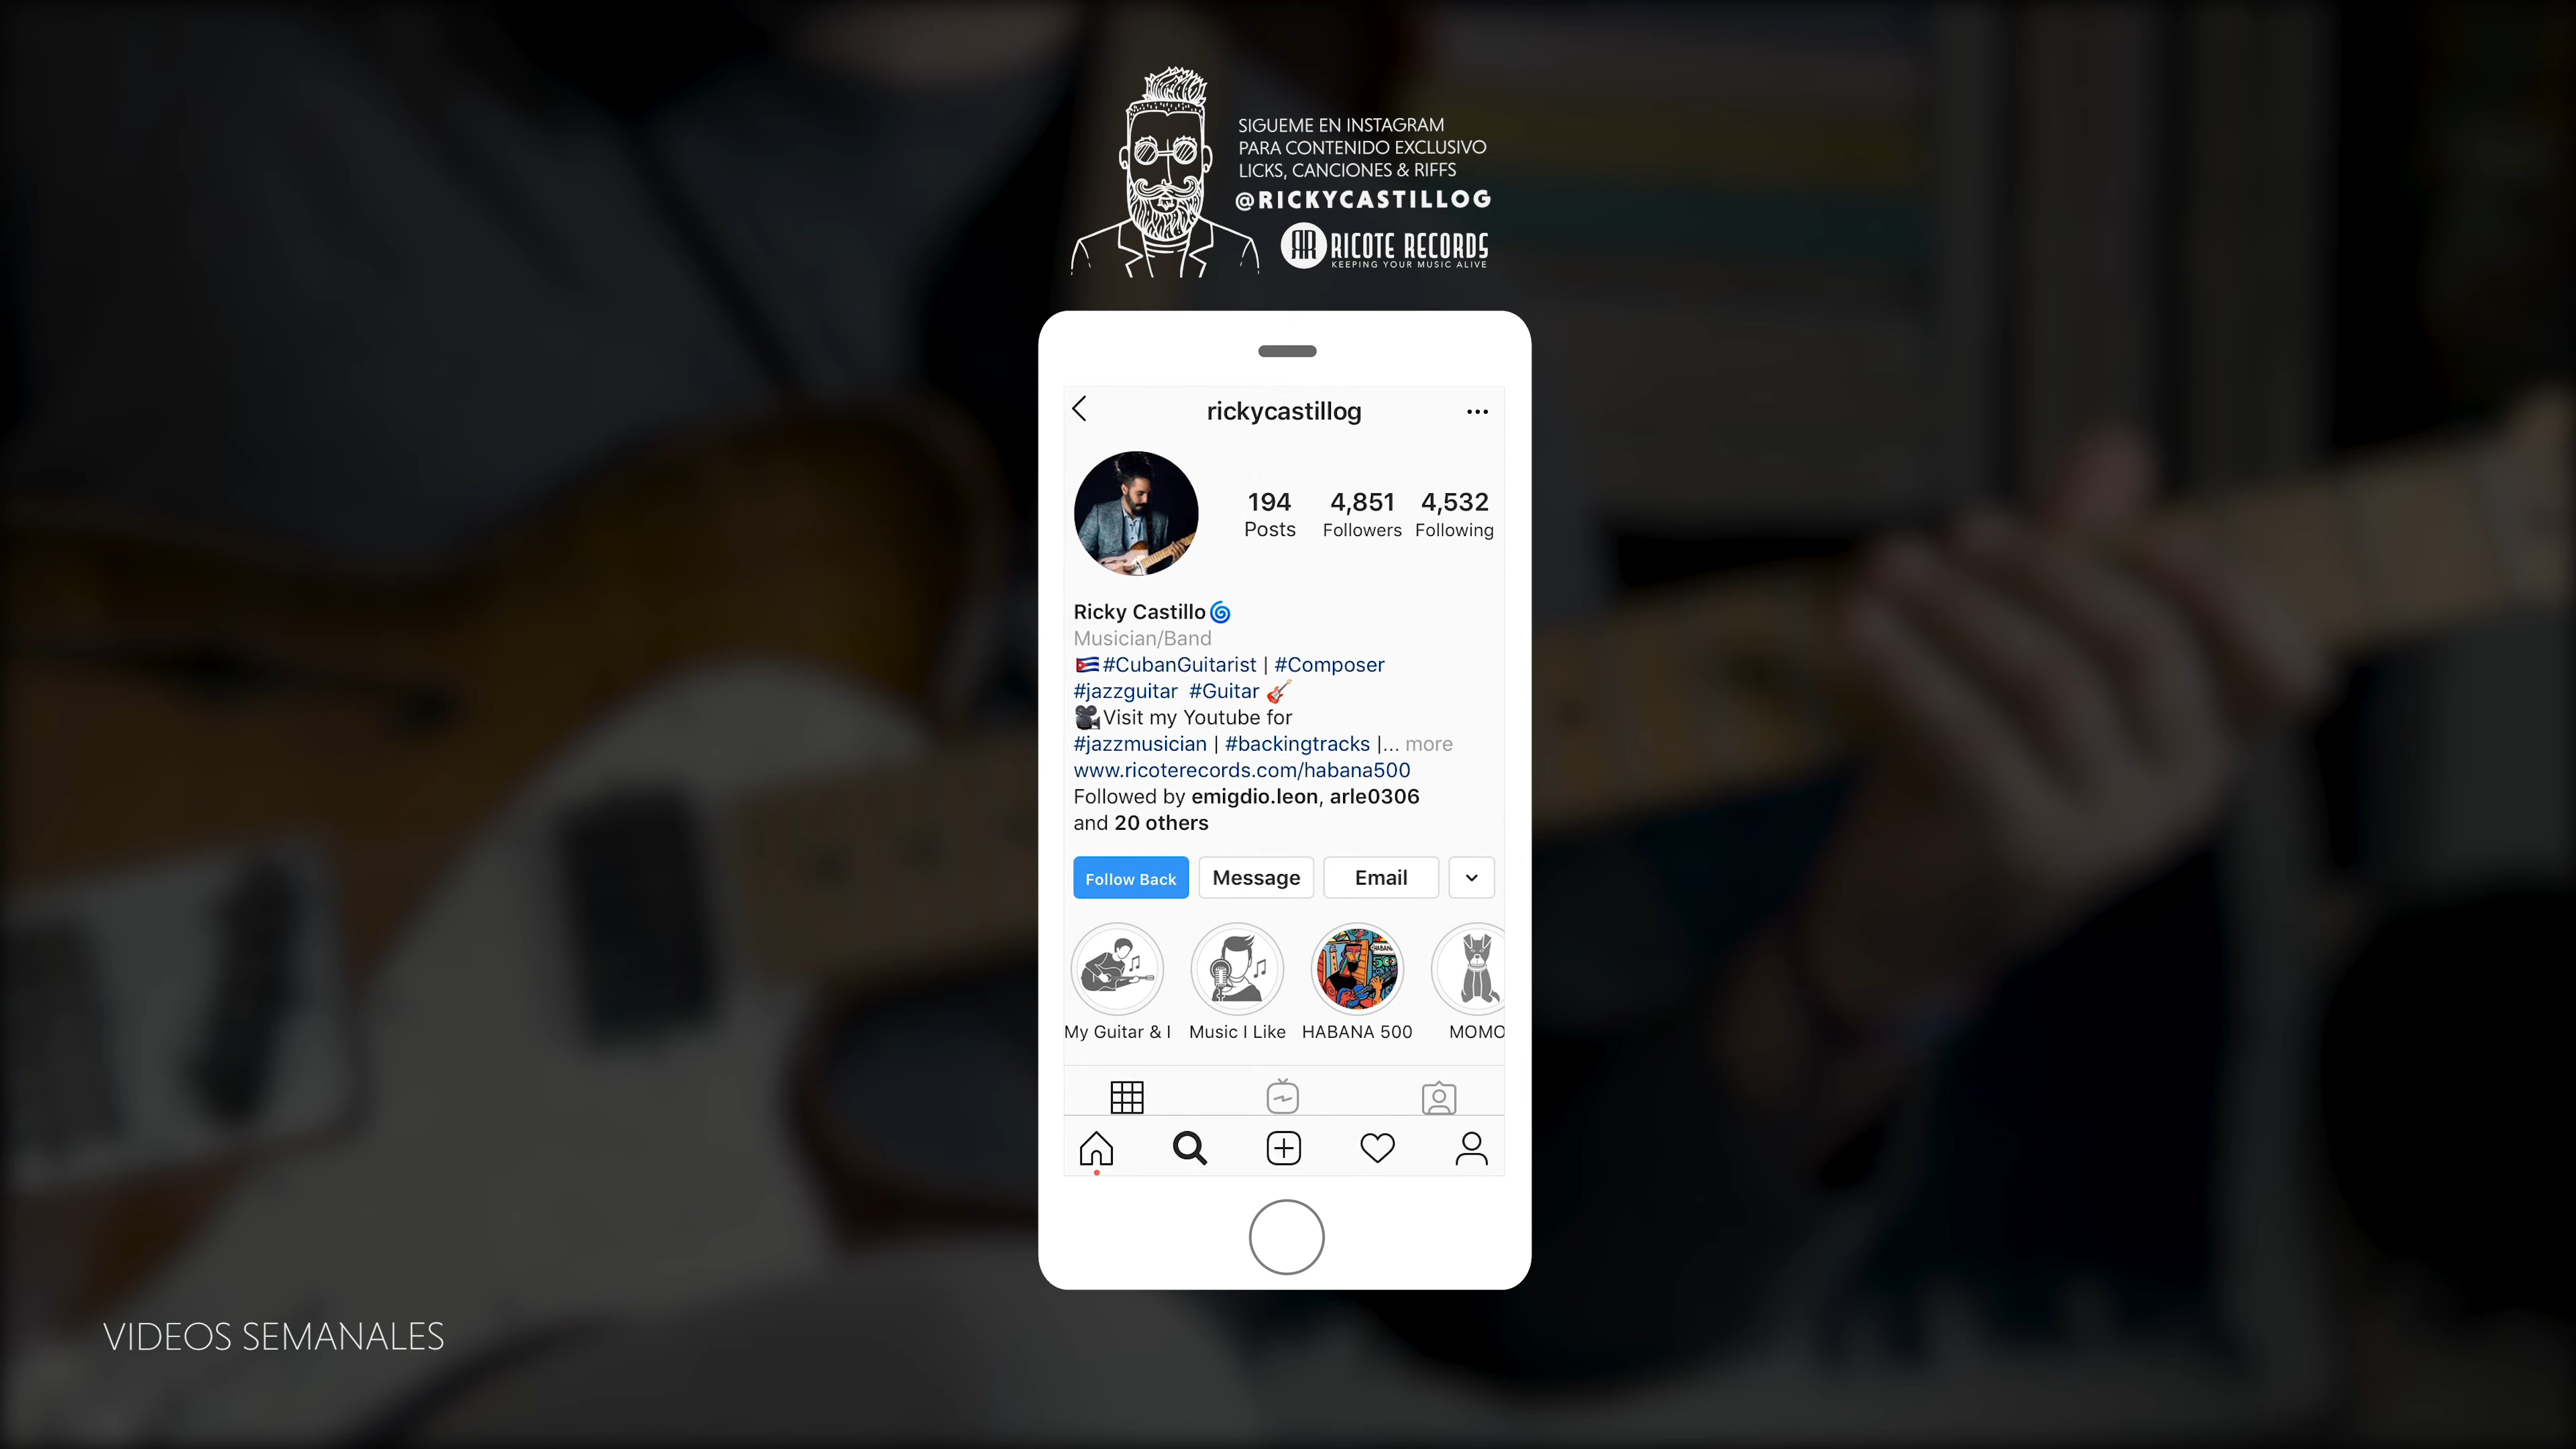 SIGUEME EN INSTAGRAM
PARA CONTENIDO EXCLUSIVO
LICKS, CANCIONES & RIFFS
@RICKYCASTILLOG
RR RICOTE RECORDS
KEEPING YOUR MUSIC ALIVE
rickycastillog
194 4,851 4,532
Posts Followers Following
Ricky Castillo
Musician/Band
#CubanGuitarist | #Composer
#jazzguitar #Guitar
Visit my Youtube for
#jazzmusician | #backingtracks |... more
www.ricoterecords.com/habana500
Followed by emigdio.leon, arle0306
and 20 others
Follow Back Message Email
HABANA
My Guitar & I Music I Like HABANA 500 MOMO
VIDEOS SEMANALES